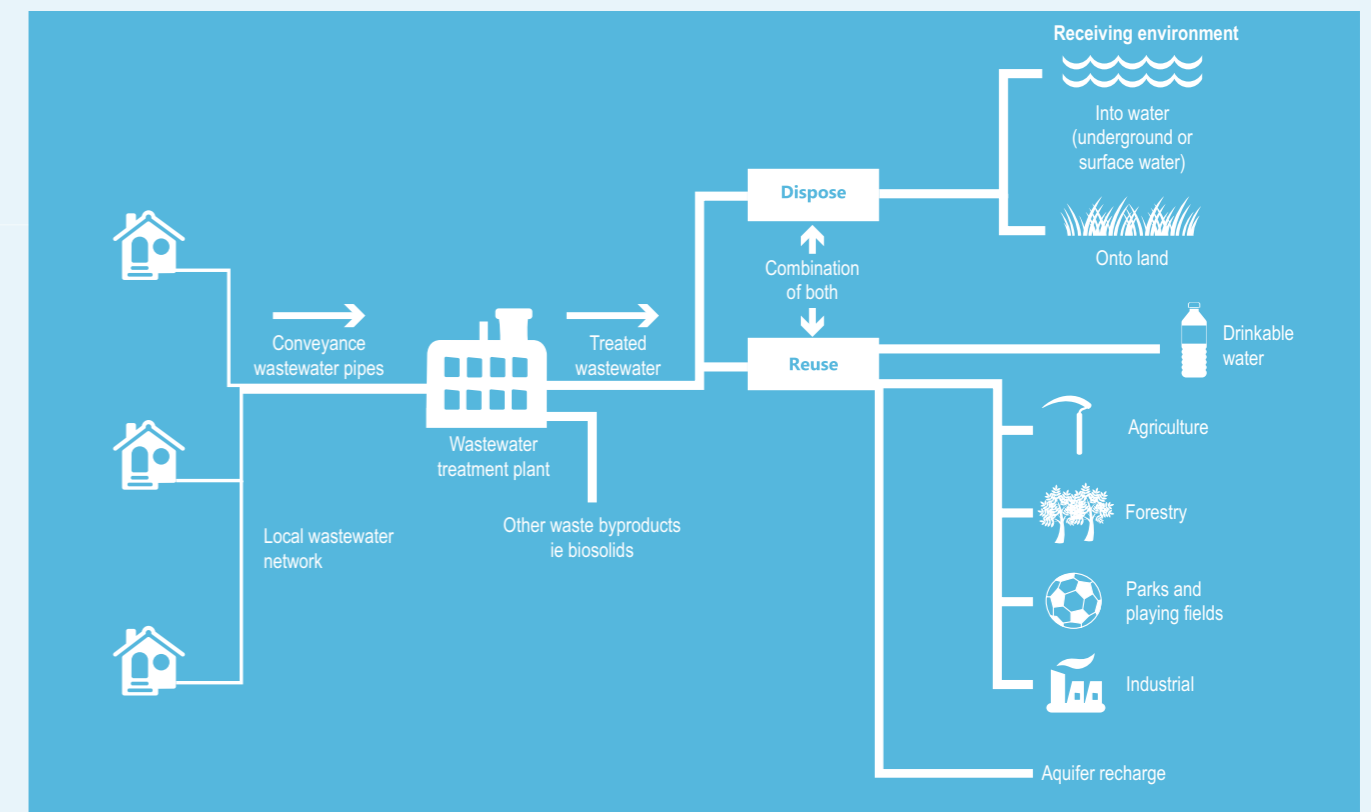 Receiving environment
Into water
(underground or
surface water)
Dispose
Onto land
Combination
of both
Conveyance
wastewater pipes
Treated
wastewater
Reuse
Drinkable
water
Wastewater
treatment plant
Agriculture
Other waste byproducts
ie biosolids
Forestry
Local wastewater
network
Parks and
playing fields
Industrial
Aquifer recharge